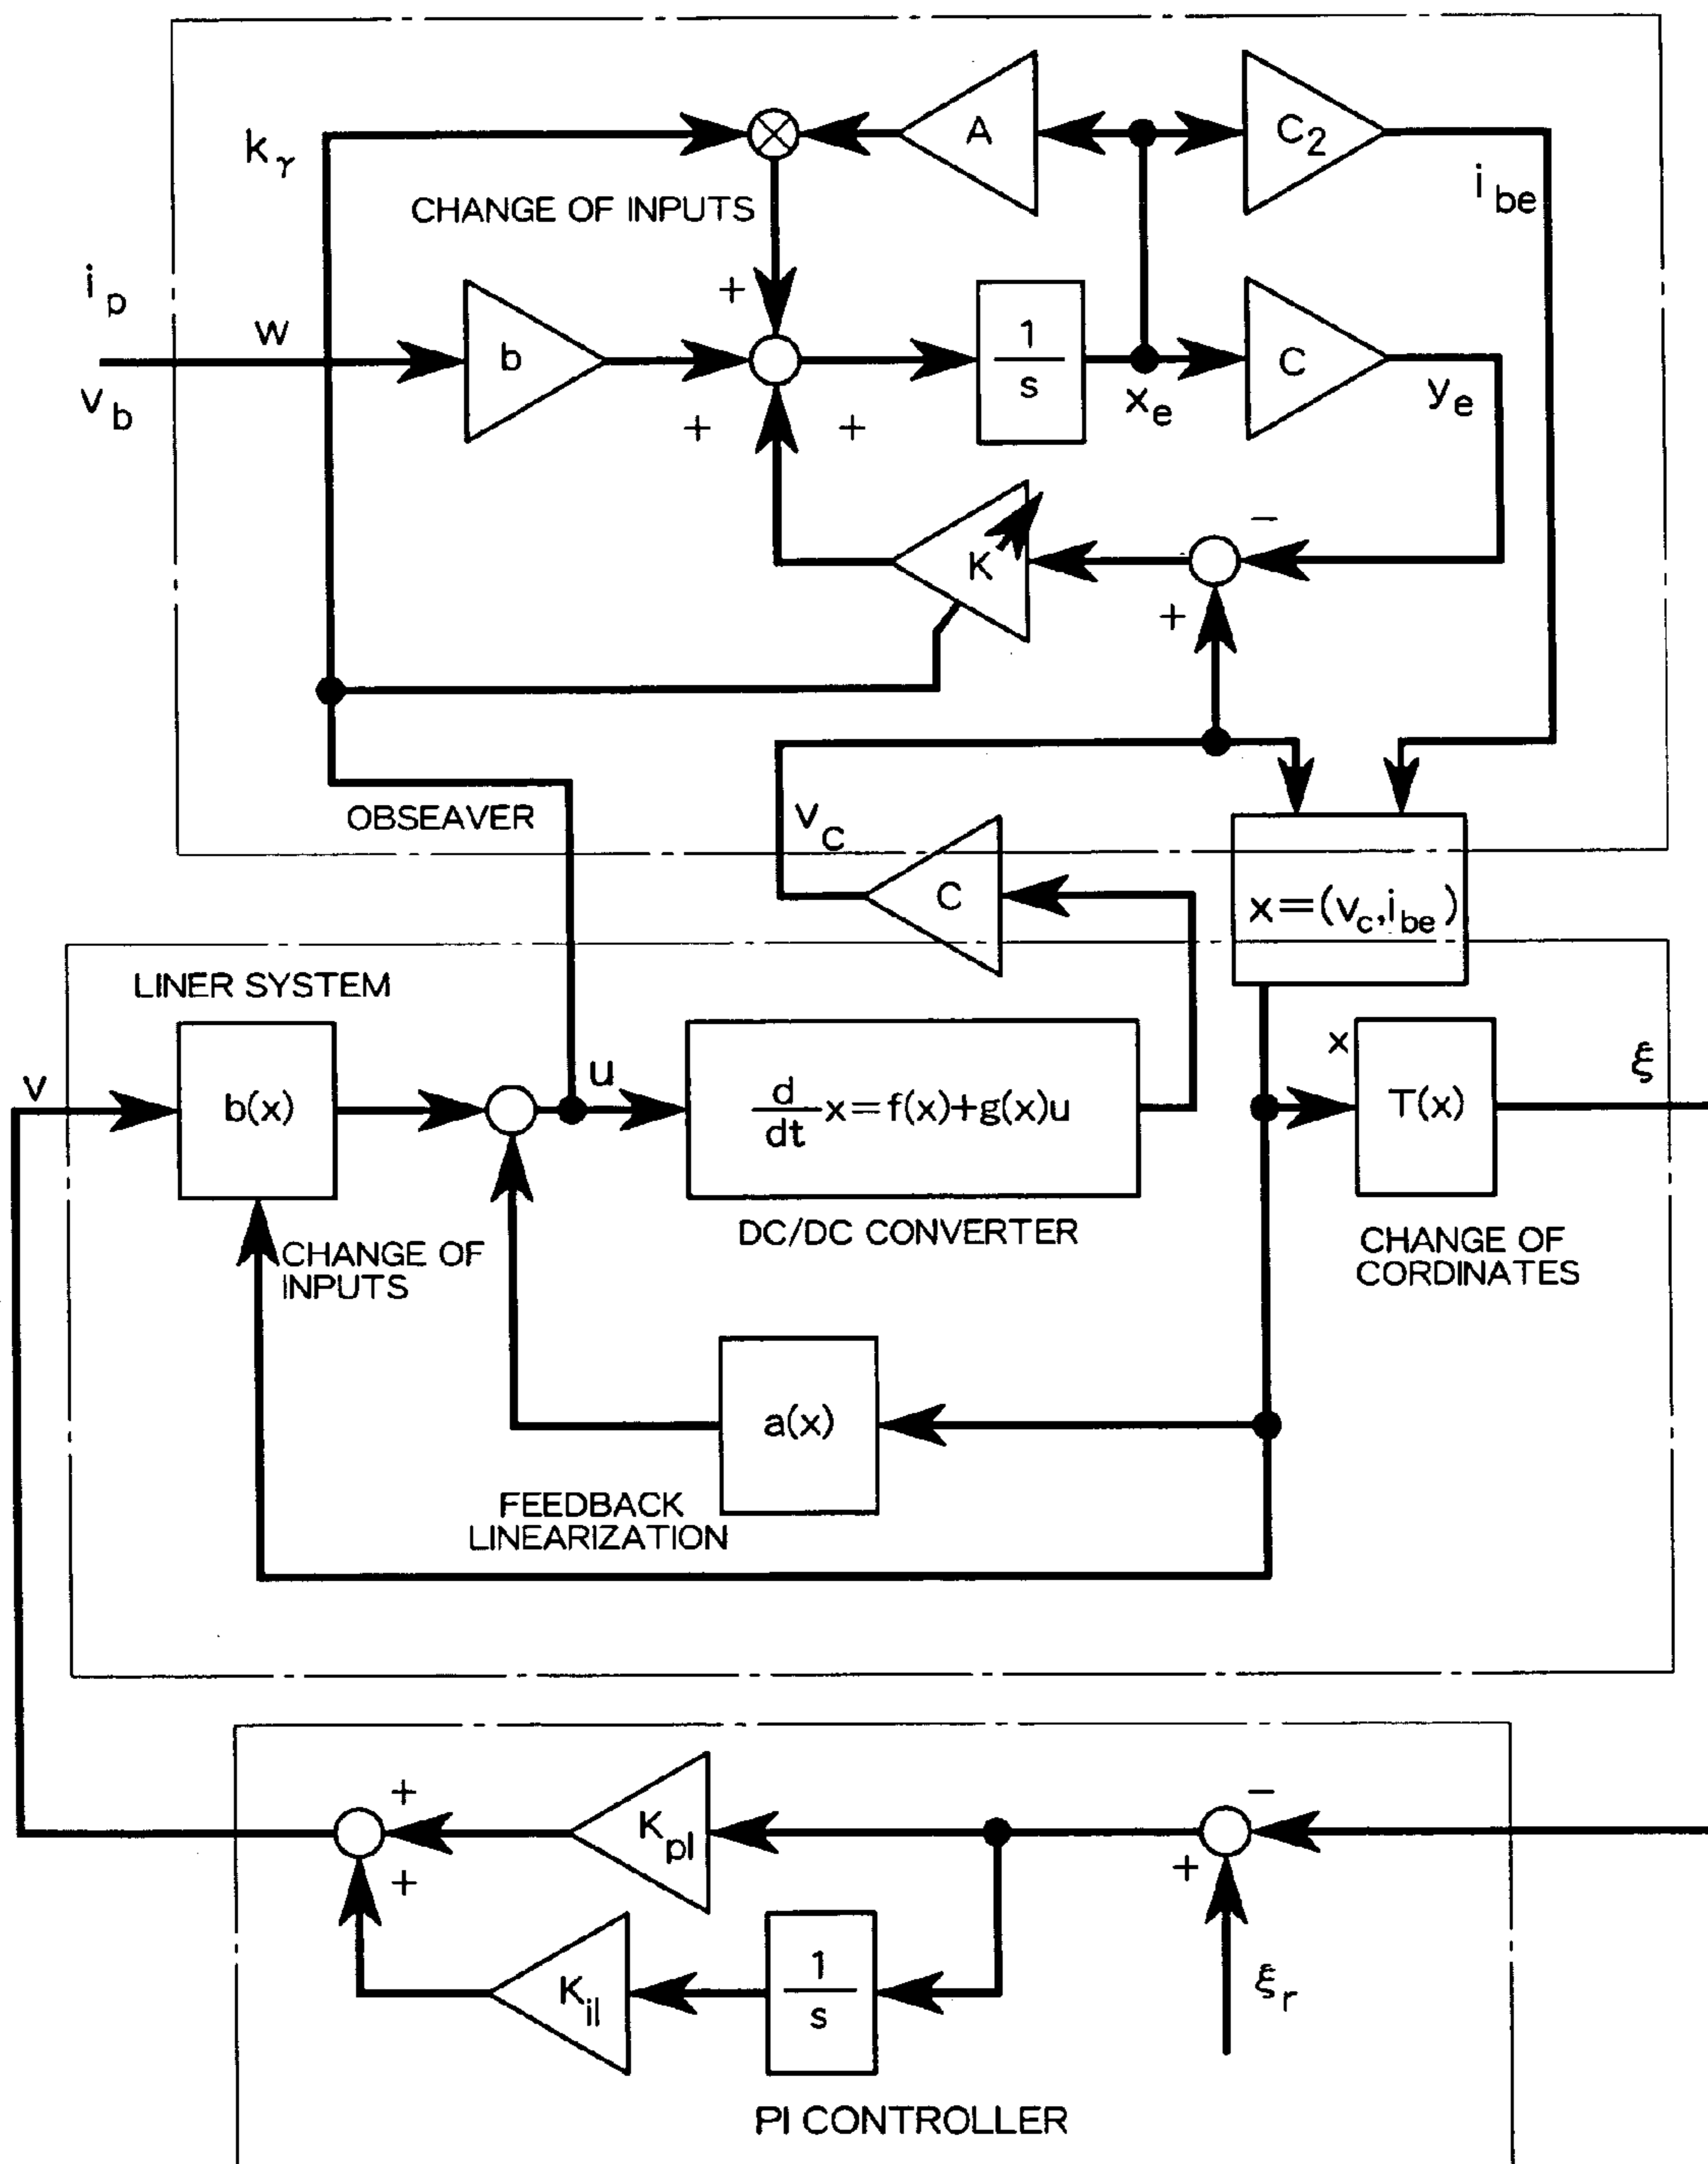 A
C2
kγ
ibe
CHANGE OF INPUTS
+
ip
w
b
1
s
C
vb
+
+
xe
ye
K
−
+
OBSEAVER
vC
C
x=(vc,ibe)
LINER SYSTEM
v
b(x)
u
d
dt
x=f(x)+g(x)u
x
T(x)
ξ
DC/DC CONVERTER
CHANGE OF
INPUTS
CHANGE OF
CORDINATES
a(x)
FEEDBACK
LINEARIZATION
+
Kpl
−
+
+
Kil
1
s
ξr
PI CONTROLLER